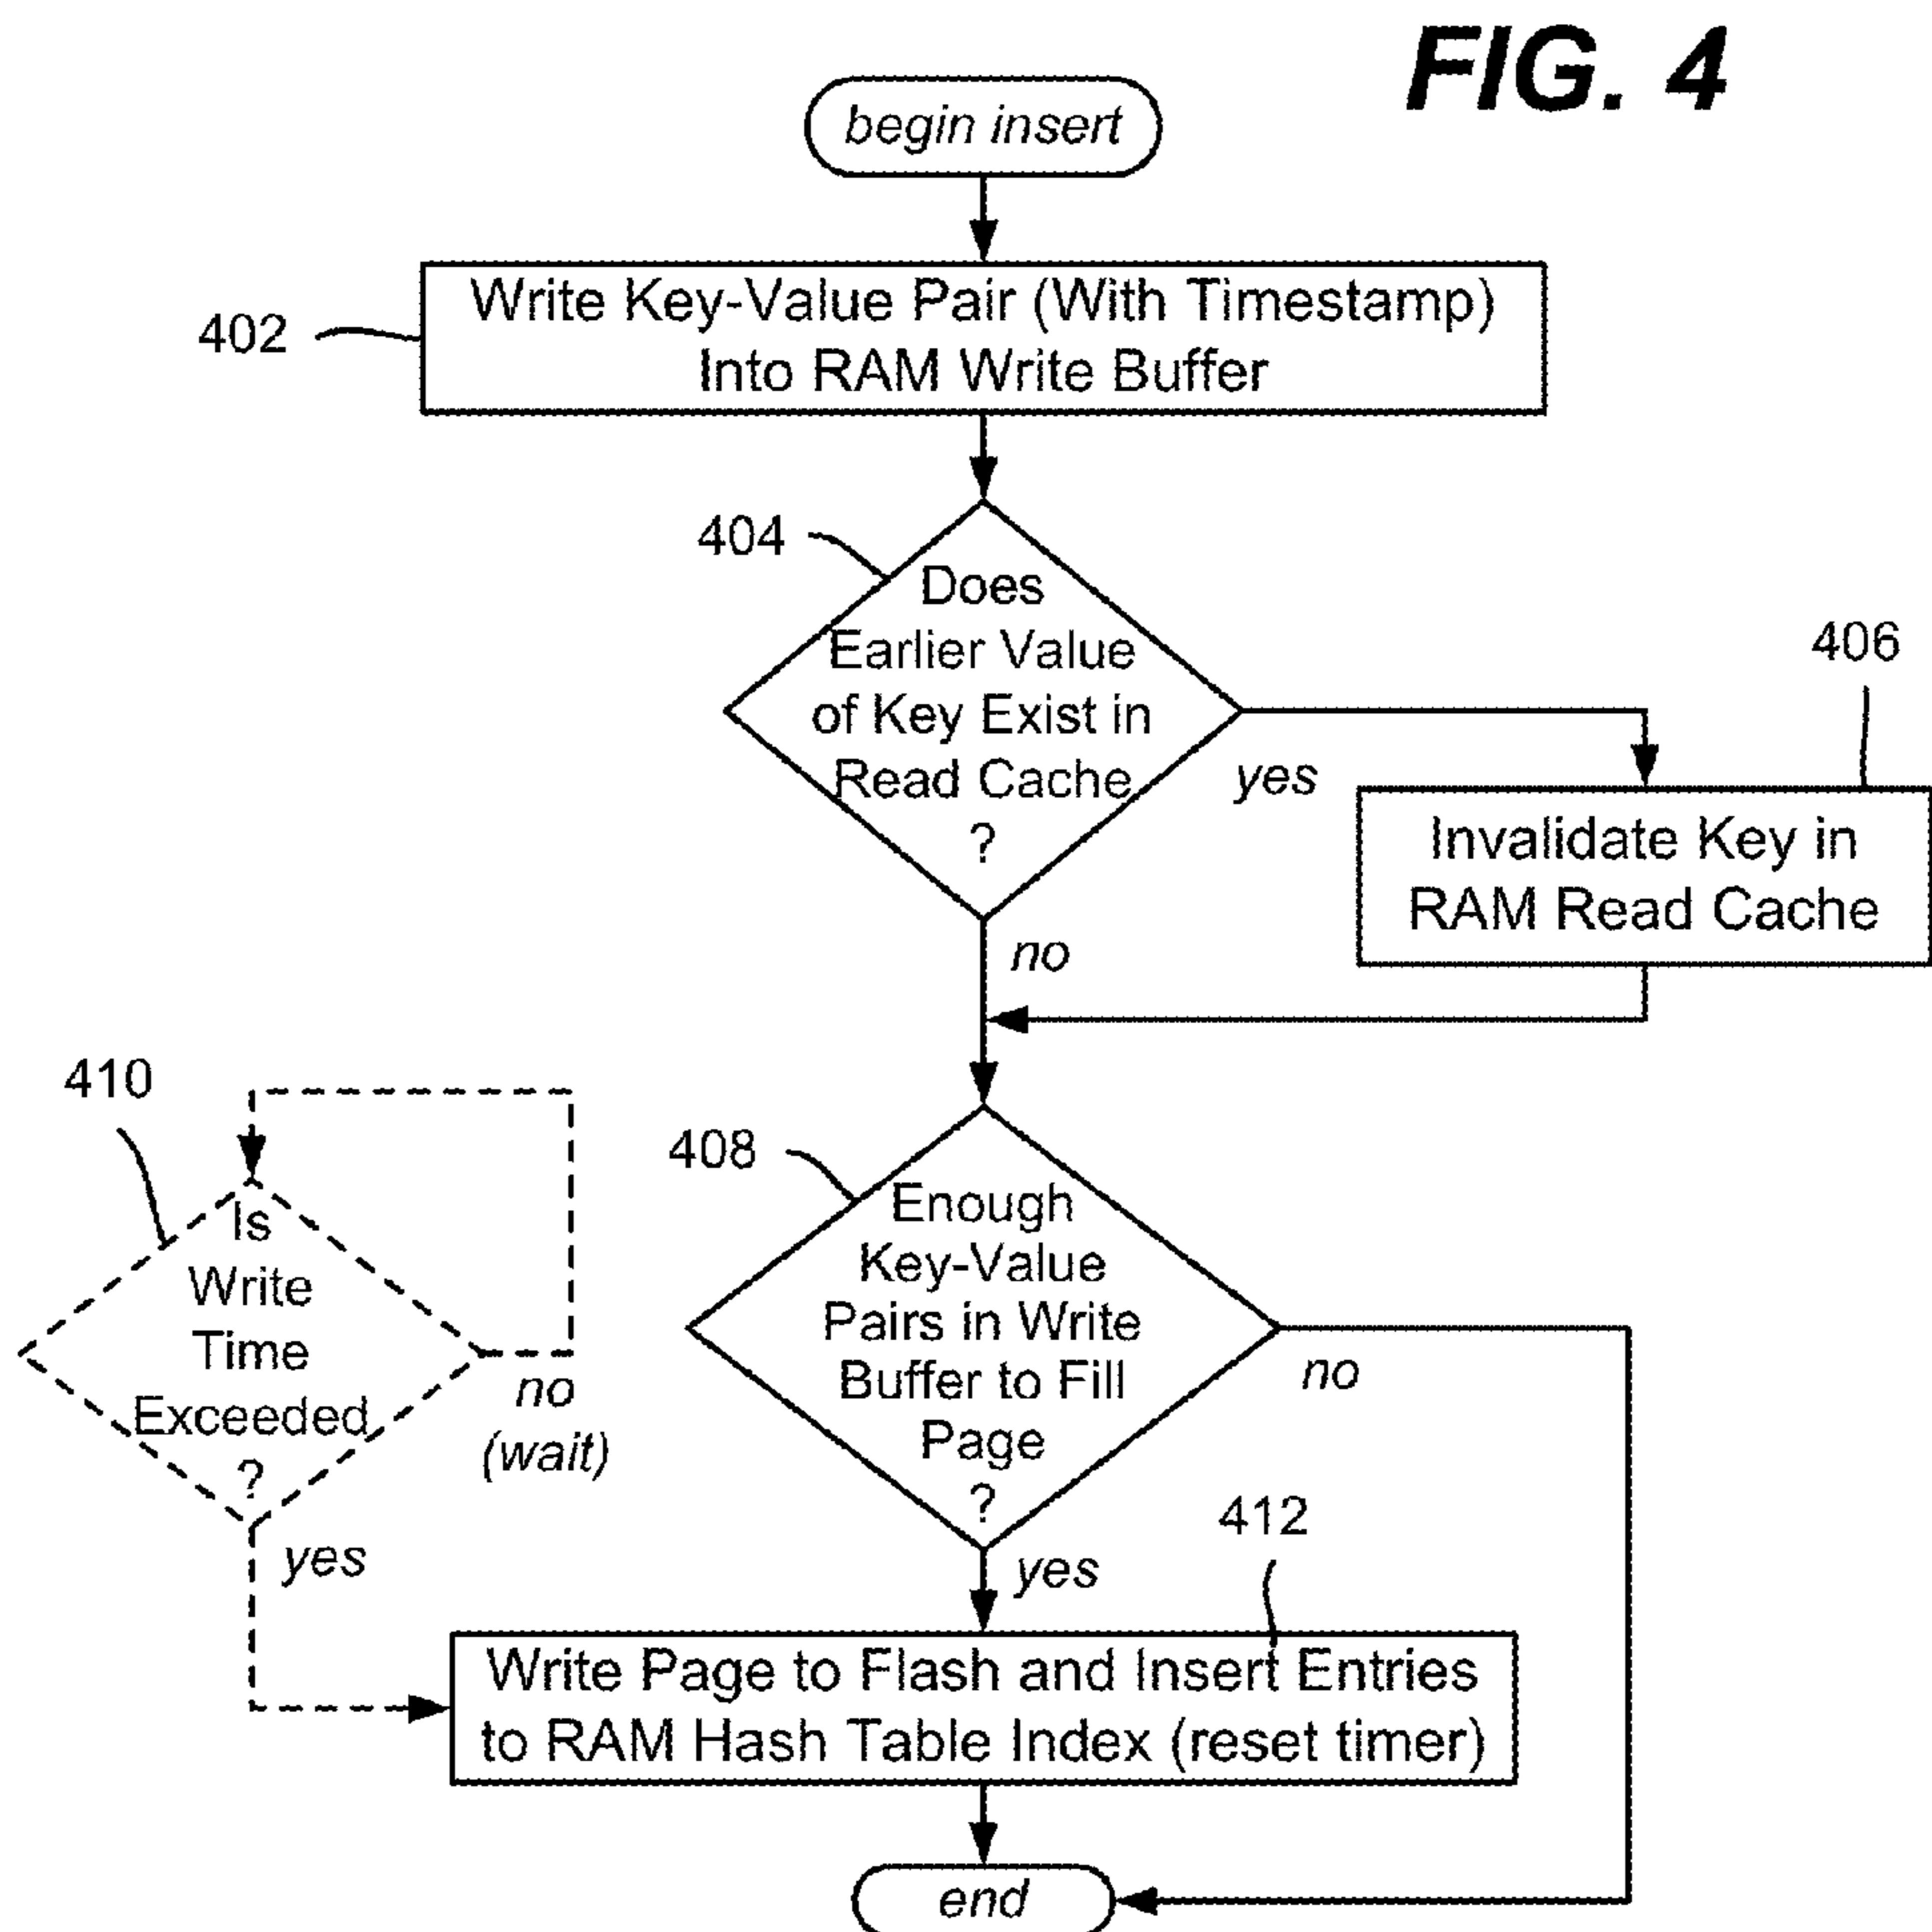 FIG. 4
begin insert
402
Write Key-Value Pair (With Timestamp)
Into RAM Write Buffer
404
Does
Earlier Value
of Key Exist in
Read Cache
?
yes
406
Invalidate Key in
RAM Read Cache
no
410
Is
Write
Time
Exceeded
?
no
(wait)
yes
408
Enough
Key-Value
Pairs in Write
Buffer to Fill
Page
?
no
yes
412
Write Page to Flash and Insert Entries
to RAM Hash Table Index (reset timer)
end